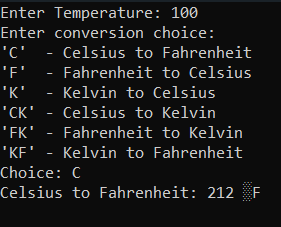 Enter Temperature: 100
Enter conversion choice:
'C'  - Celsius to Fahrenheit
'F'  - Fahrenheit to Celsius
'K'  - Kelvin to Celsius
'CK' - Celsius to Kelvin
'FK' - Fahrenheit to Kelvin
'KF' - Kelvin to Fahrenheit
Choice: C
Celsius to Fahrenheit: 212 ▒F